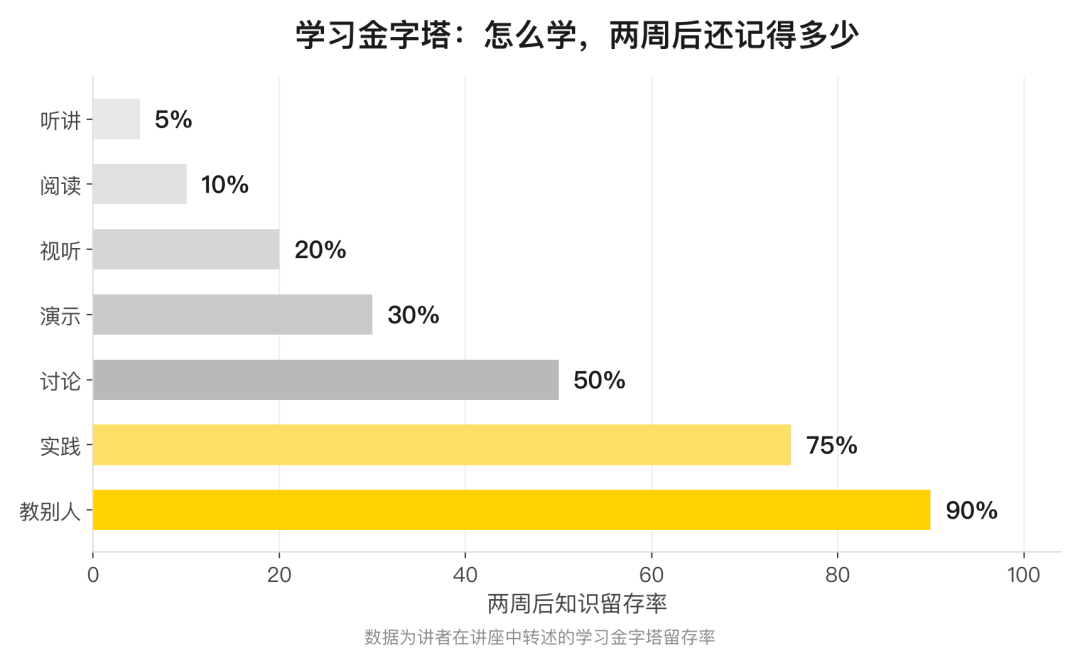 学习金字塔：怎么学，两周后还记得多少
听讲 5%
阅读 10%
视听 20%
演示 30%
讨论 50%
实践 75%
教别人 90%
0 20 40 60 80 100
两周后知识留存率
数据为讲者在讲座中转述的学习金字塔留存率